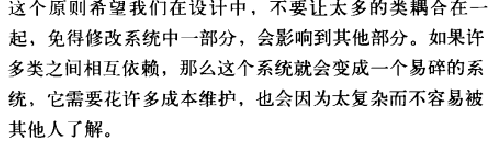 这个原则希望我们在设计中，不要让太多的类耦合在一
起，免得修改系统中一部分，会影响到其他部分。如果许
多类之间相互依赖，那么这个系统就会变成一个易碎的系
统，它需要花许多成本维护，也会因为太复杂而不容易被
其他人了解。